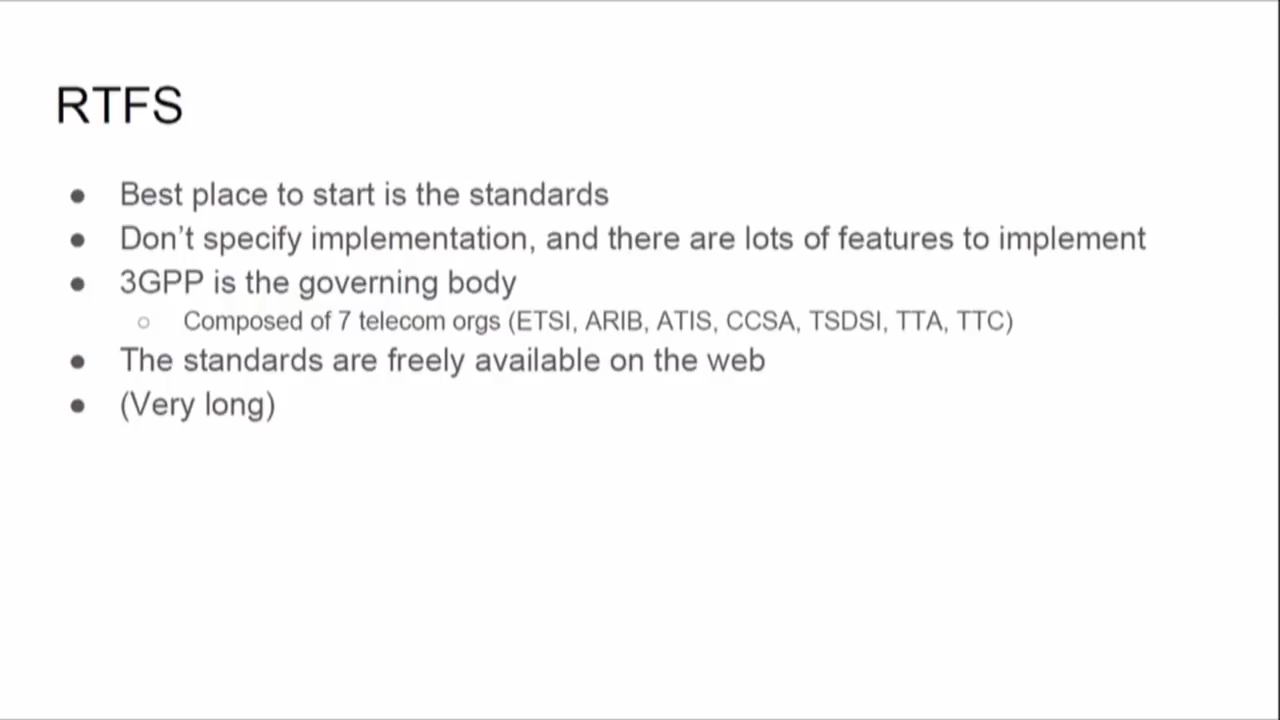 RTFS
● Best place to start is the standards
● Don’t specify implementation, and there are lots of features to implement
● 3GPP is the governing body
○ Composed of 7 telecom orgs (ETSI, ARIB, ATIS, CCSA, TSDSI, TTA, TTC)
● The standards are freely available on the web
● (Very long)